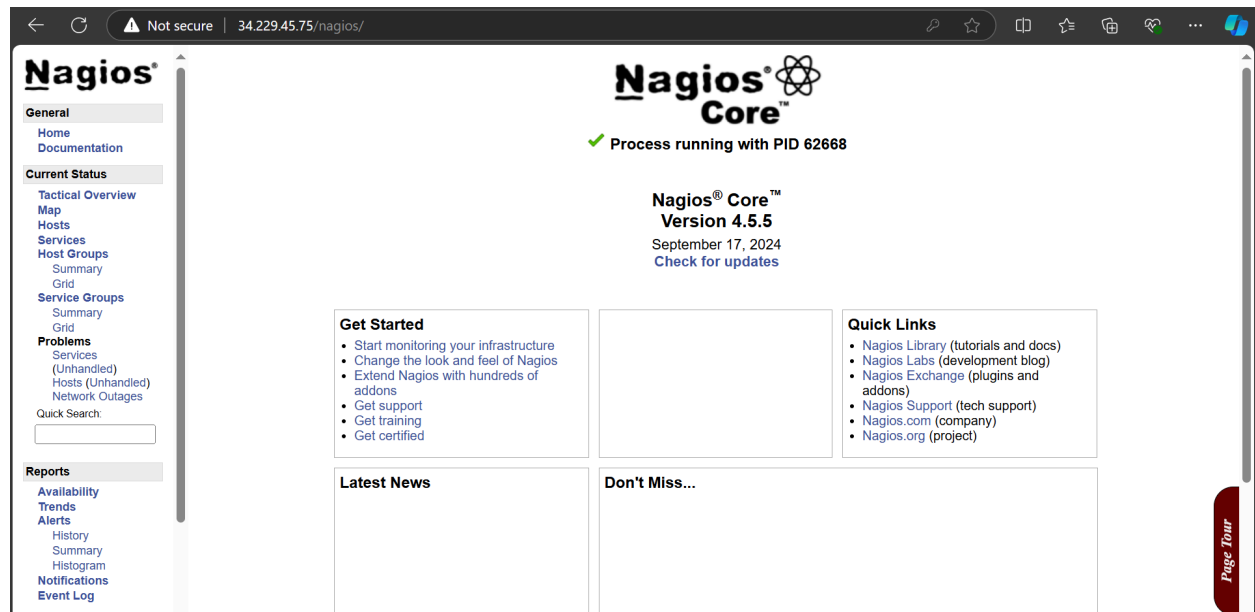 Not secure
34.229.45.75/nagios/
Nagios®
General
Home
Documentation
Current Status
Tactical Overview
Map
Hosts
Services
Host Groups
Summary
Grid
Service Groups
Summary
Grid
Problems
Services
(Unhandled)
Hosts (Unhandled)
Network Outages
Quick Search:
Reports
Availability
Trends
Alerts
History
Summary
Histogram
Notifications
Event Log
Nagios®
Core™
Process running with PID 62668
Nagios® Core™
Version 4.5.5
September 17, 2024
Check for updates
Get Started
Start monitoring your infrastructure
Change the look and feel of Nagios
Extend Nagios with hundreds of
addons
Get support
Get training
Get certified
Quick Links
Nagios Library (tutorials and docs)
Nagios Labs (development blog)
Nagios Exchange (plugins and
addons)
Nagios Support (tech support)
Nagios.com (company)
Nagios.org (project)
Latest News
Don't Miss...
Page Tour